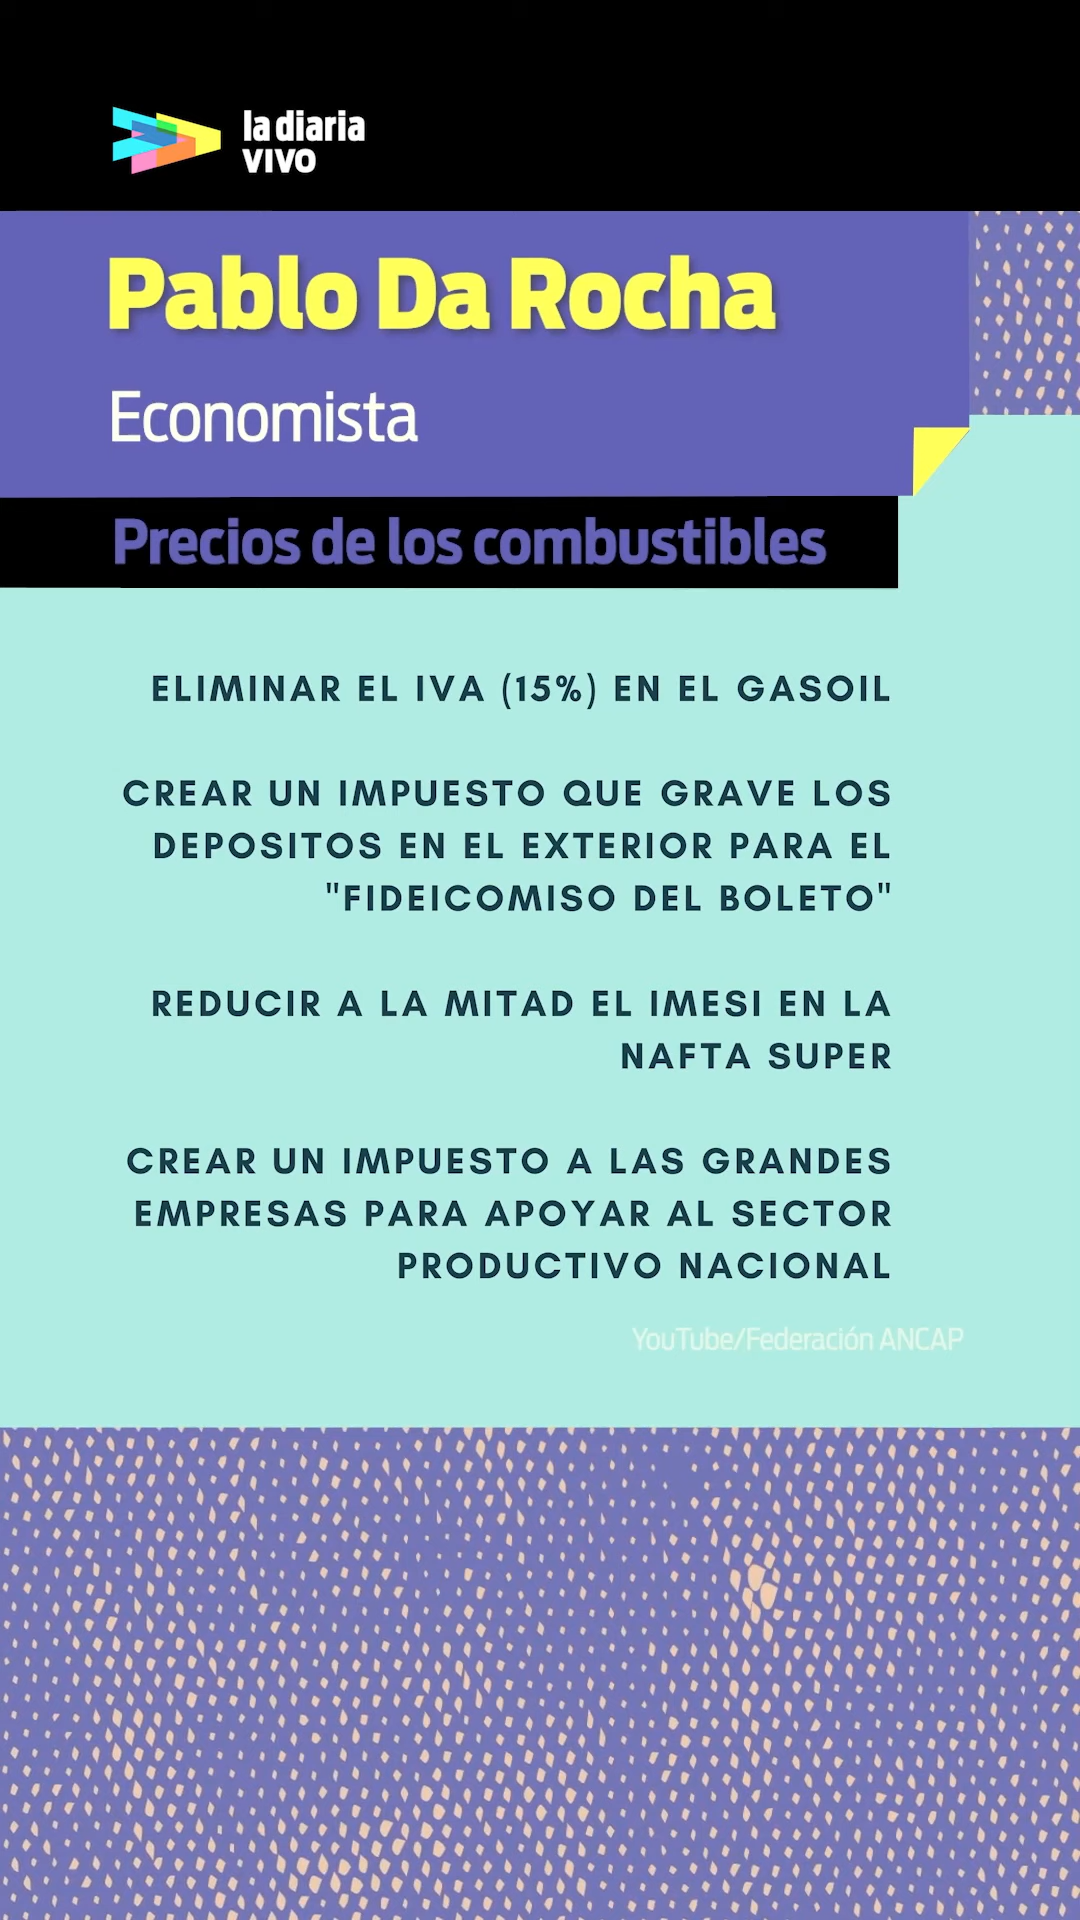 la diaria
VIVO
Pablo Da Rocha
Economista
Precios de los combustibles
ELIMINAR EL IVA (15%) EN EL GASOIL
CREAR UN IMPUESTO QUE GRAVE LOS
DEPOSITOS EN EL EXTERIOR PARA EL
"FIDEICOMISO DEL BOLETO"
REDUCIR A LA MITAD EL IMESI EN LA
NAFTA SUPER
CREAR UN IMPUESTO A LAS GRANDES
EMPRESAS PARA APOYAR AL SECTOR
PRODUCTIVO NACIONAL
YouTube/Federación ANCAP